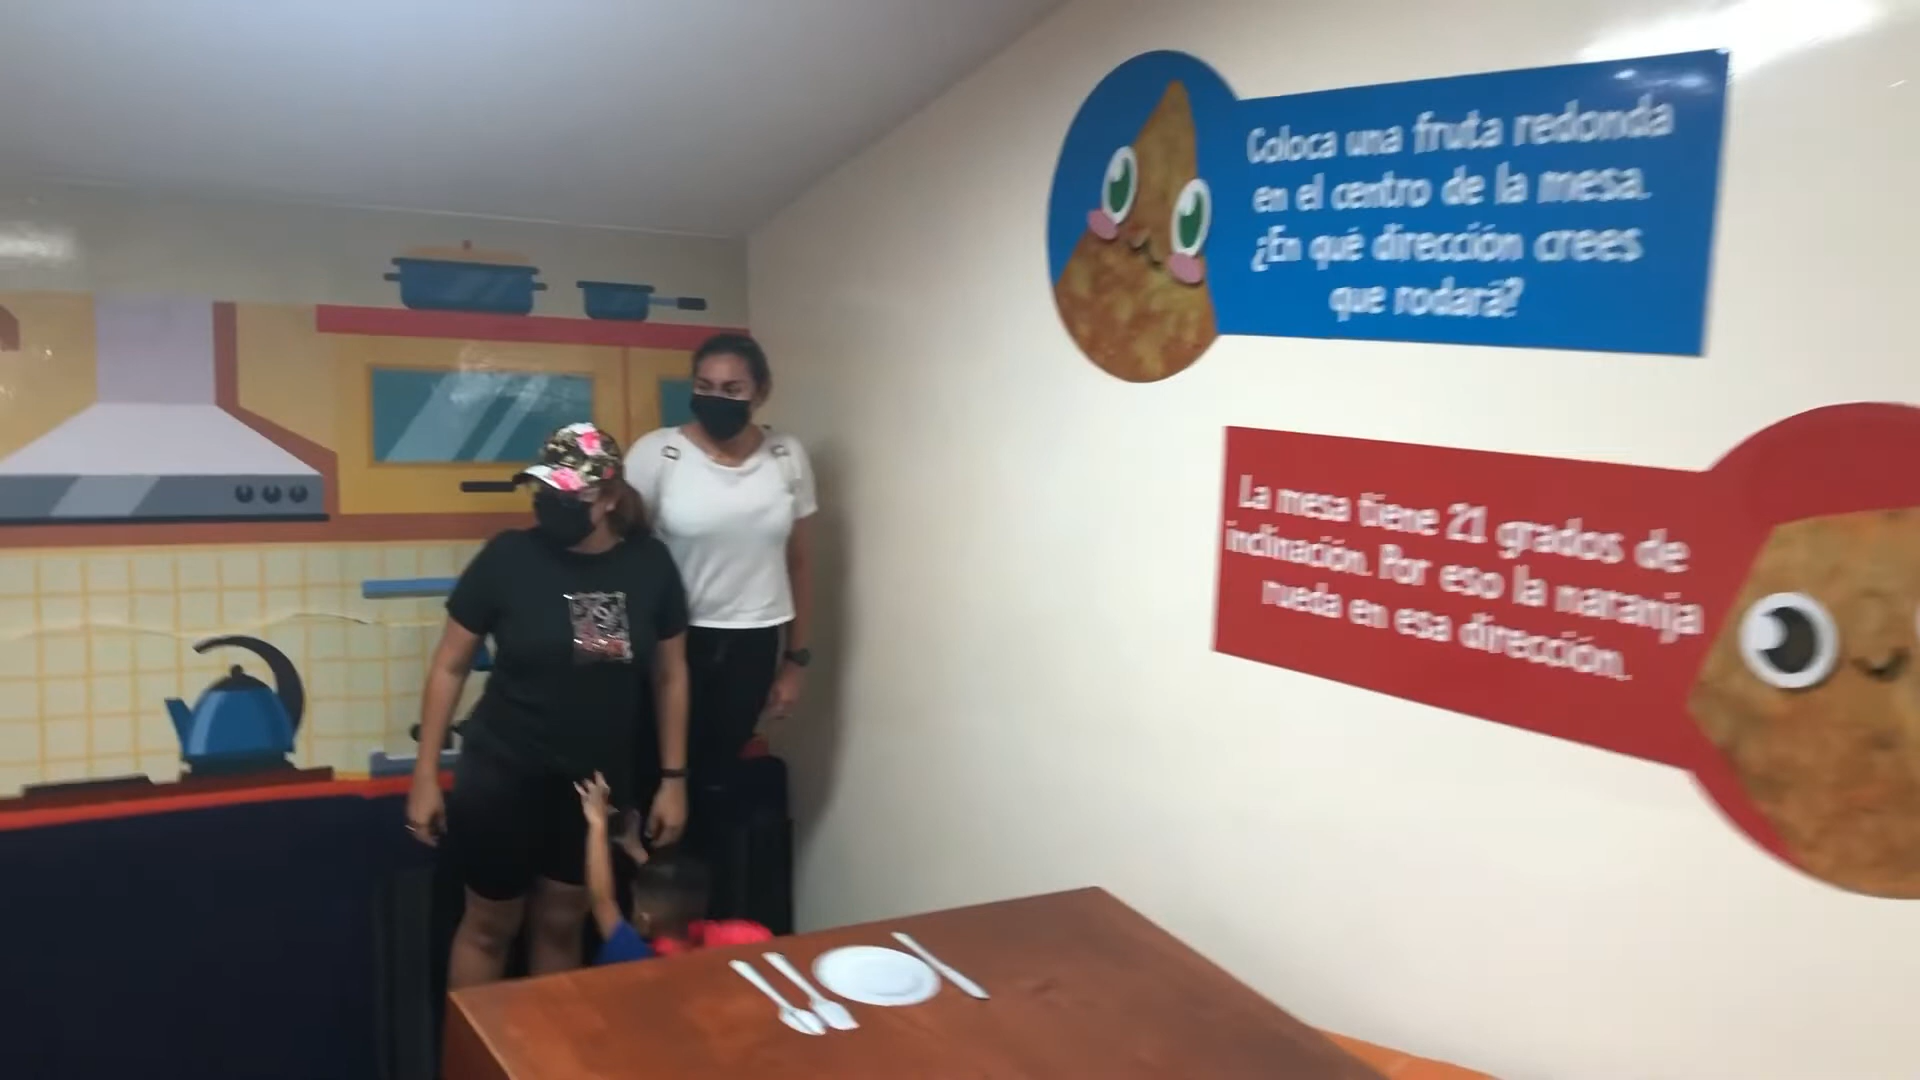 Coloca una fruta redonda
en el centro de la mesa.
¿En qué dirección crees
que rodará?
La mesa tiene 21 grados de
inclinación. Por eso la naranja
rueda en esa dirección.